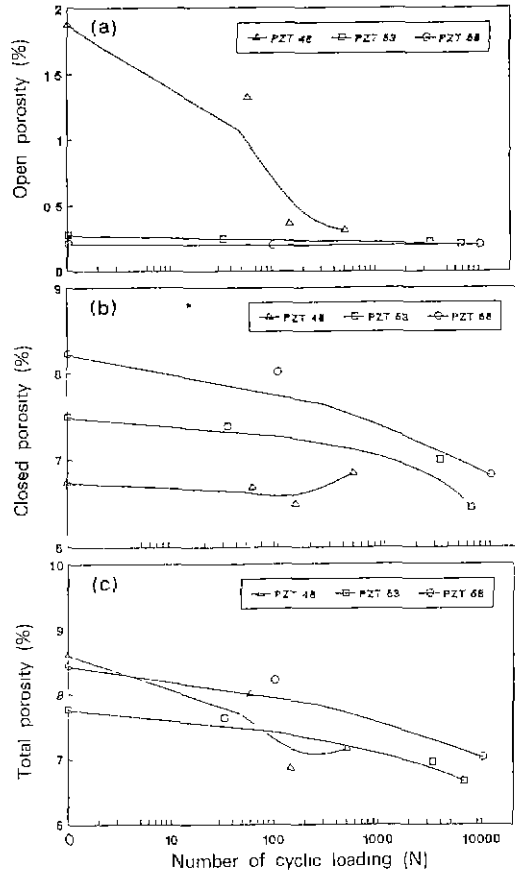 2
(a)
PZT 48
PZT 53
PZT 58
1.5
1
0.5
0
Open porosity (%)
9
(b)
PZT 48
PZT 53
PZT 58
8
7
6
5
Closed porosity (%)
10
(c)
PZT 48
PZT 53
PZT 58
9
8
7
6
5
Total porosity (%)
0
10
100
1000
10000
Number of cyclic loading (N)